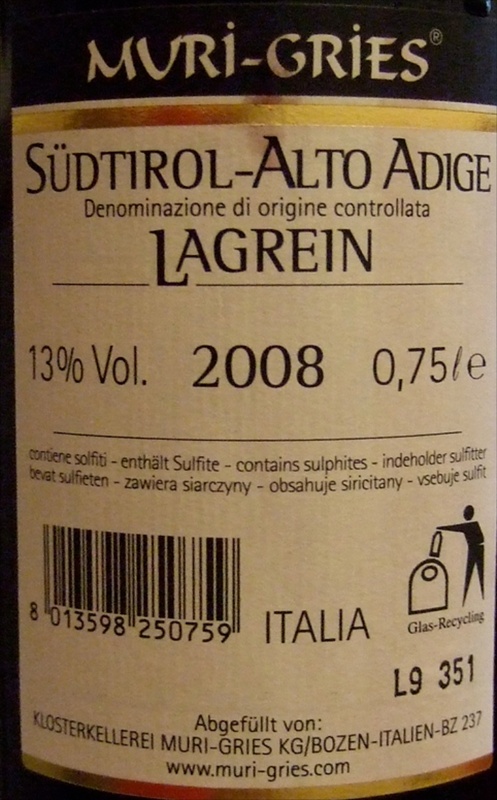 MURI-GRIES®
SÜDTIROL-ALTO ADIGE
Denominazione di origine controllata
LAGREIN
13% Vol. 2008 0,75ℓ e
contiene solfiti - enthält Sulfite - contains sulphites - indeholder sulfitter
bevat sulfieten - zawiera siarczyny - obsahuje siricitany - vsebuje sulfit
8 013598 250759
ITALIA
Glas-Recycling
L9 351
Abgefüllt von:
KLOSTERKELLEREI MURI-GRIES KG/BOZEN-ITALIEN-BZ 237
www.muri-gries.com